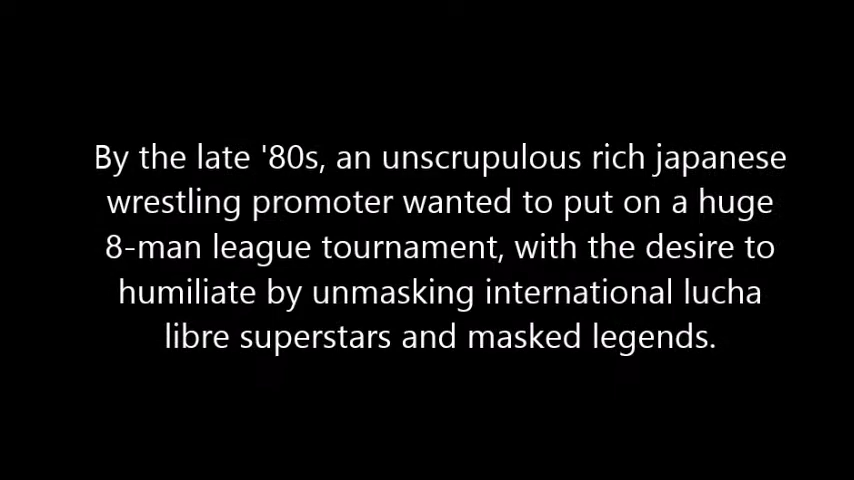 By the late '80s, an unscrupulous rich japanese
wrestling promoter wanted to put on a huge
8-man league tournament, with the desire to
humiliate by unmasking international lucha
libre superstars and masked legends.